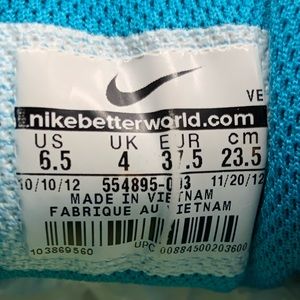 VE
nikebetterworld.com
US UK EUR cm
6.5 4 37.5 23.5
10/10/12 554895- 11/20/12
MADE IN VIETNAM
FABRIQUE AU VIETNAM
103869560 UPC 00884500203600